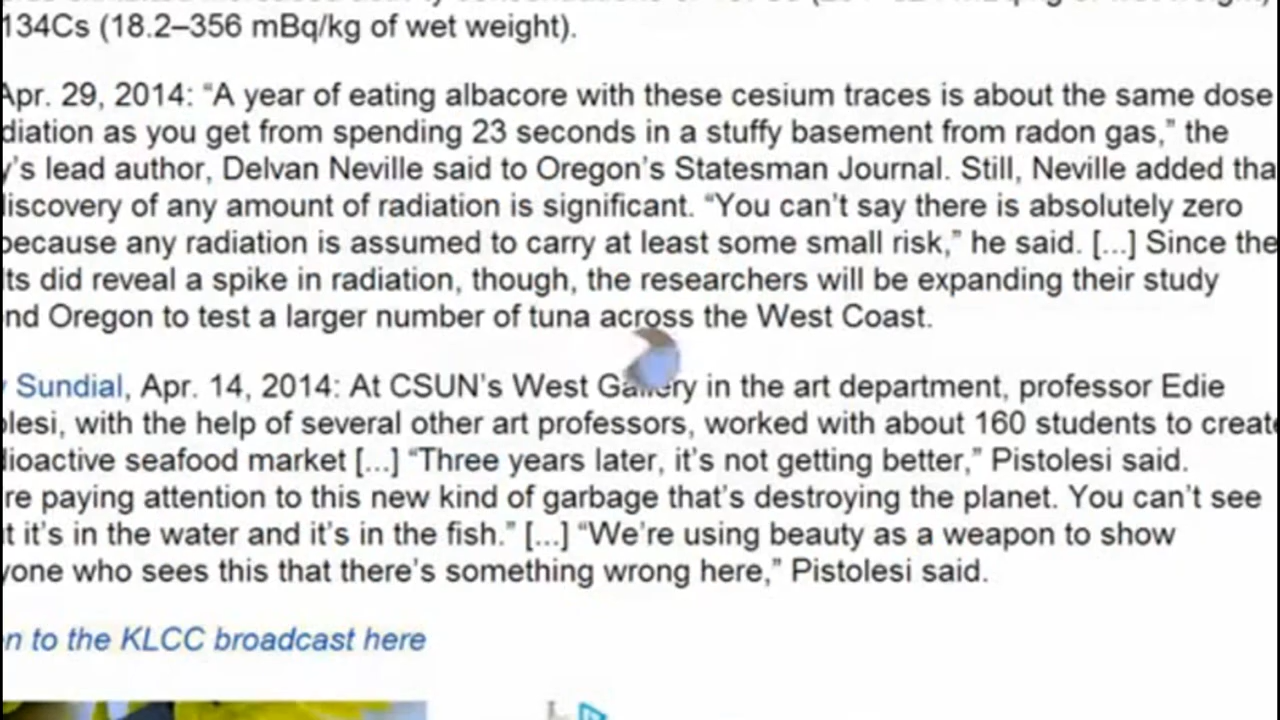 134Cs (18.2–356 mBq/kg of wet weight).
Apr. 29, 2014: “A year of eating albacore with these cesium traces is about the same dose
diation as you get from spending 23 seconds in a stuffy basement from radon gas,” the
y’s lead author, Delvan Neville said to Oregon’s Statesman Journal. Still, Neville added tha
discovery of any amount of radiation is significant. “You can’t say there is absolutely zero
because any radiation is assumed to carry at least some small risk,” he said. [...] Since the
ts did reveal a spike in radiation, though, the researchers will be expanding their study
nd Oregon to test a larger number of tuna across the West Coast.
Sundial, Apr. 14, 2014: At CSUN’s West Gallery in the art department, professor Edie
olesi, with the help of several other art professors, worked with about 160 students to create
dioactive seafood market [...] “Three years later, it’s not getting better,” Pistolesi said.
re paying attention to this new kind of garbage that’s destroying the planet. You can’t see
t it’s in the water and it’s in the fish.” [...] “We’re using beauty as a weapon to show
yone who sees this that there’s something wrong here,” Pistolesi said.
n to the KLCC broadcast here